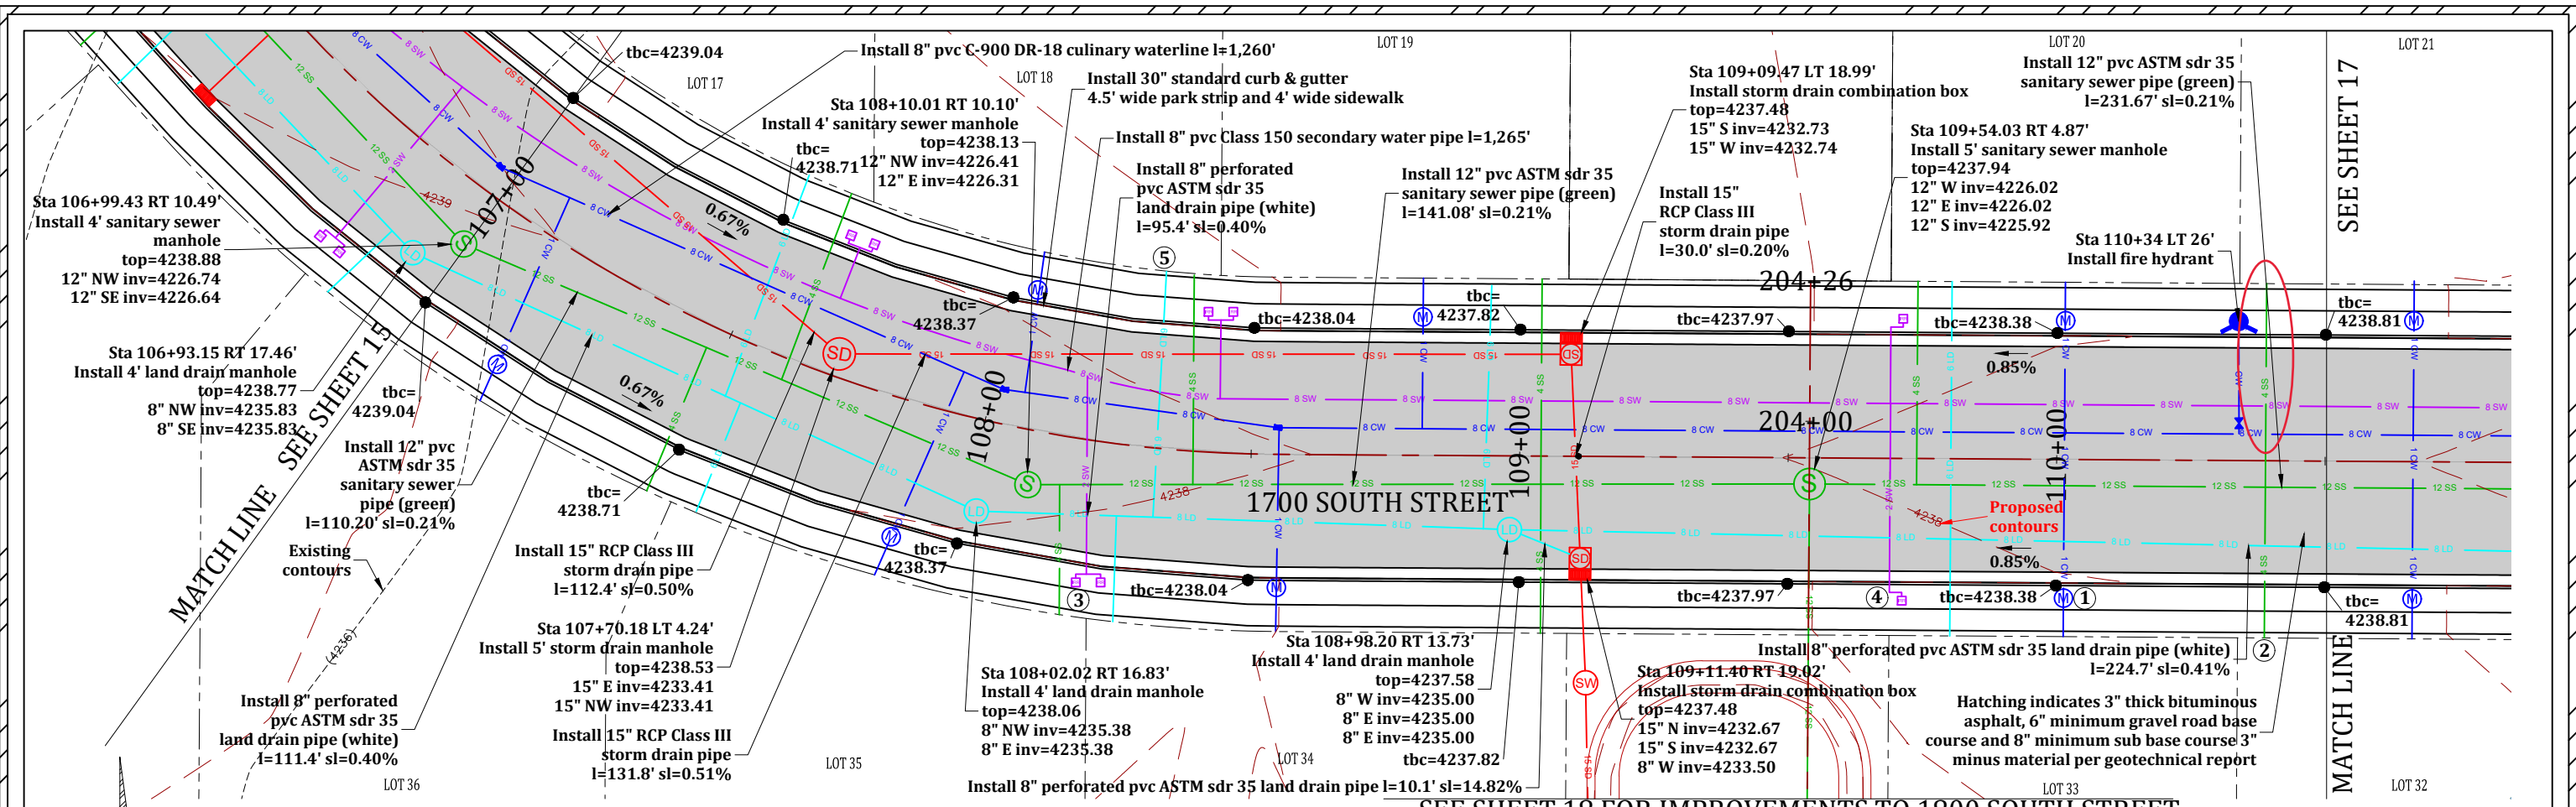 tbc=4239.04
LOT 17
Install 8" pvc C-900 DR-18 culinary waterline l=1,260'
LOT 18
Install 30" standard curb & gutter
4.5' wide park strip and 4' wide sidewalk
LOT 19
Sta 108+10.01 RT 10.10'
Install 4' sanitary sewer manhole
top=4238.13
12" NW inv=4226.41
12" E inv=4226.31
tbc=
4238.71
Install 8" pvc Class 150 secondary water pipe l=1,265'
Install 8" perforated
pvc ASTM sdr 35
land drain pipe (white)
l=95.4' sl=0.40%
Install 12" pvc ASTM sdr 35
sanitary sewer pipe (green)
l=141.08' sl=0.21%
Sta 109+09.47 LT 18.99'
Install storm drain combination box
top=4237.48
15" S inv=4232.73
15" W inv=4232.74
Install 15"
RCP Class III
storm drain pipe
l=30.0' sl=0.20%
LOT 20
Install 12" pvc ASTM sdr 35
sanitary sewer pipe (green)
l=231.67' sl=0.21%
Sta 109+54.03 RT 4.87'
Install 5' sanitary sewer manhole
top=4237.94
12" W inv=4226.02
12" E inv=4226.02
12" S inv=4225.92
Sta 110+34 LT 26'
Install fire hydrant
SEE SHEET 17
LOT 21
Sta 106+99.43 RT 10.49'
Install 4' sanitary sewer
manhole
top=4238.88
12" NW inv=4226.74
12" SE inv=4226.64
4239
107+00
0.67%
5
204+26
tbc=
4238.37
tbc=4238.04
tbc=
4237.82
tbc=4237.97
tbc=4238.38
tbc=
4238.81
0.85%
Sta 106+93.15 RT 17.46'
Install 4' land drain manhole
top=4238.77
8" NW inv=4235.83
8" SE inv=4235.83
MATCH LINE SEE SHEET 15
tbc=
4239.04
0.67%
SD
108+00
109+00
204+00
110+00
Install 12" pvc
ASTM sdr 35
sanitary sewer
pipe (green)
l=110.20' sl=0.21%
tbc=
4238.71
S
LD
4238
1700 SOUTH STREET
S
4238
Proposed
contours
0.85%
Existing
contours
(4236)
Install 15" RCP Class III
storm drain pipe
l=112.4' sl=0.50%
tbc=
4238.37
3
tbc=4238.04
tbc=4237.97
4
tbc=4238.38
1
tbc=
4238.81
Sta 107+70.18 LT 4.24'
Install 5' storm drain manhole
top=4238.53
15" E inv=4233.41
15" NW inv=4233.41
Install 8" perforated
pvc ASTM sdr 35
land drain pipe (white)
l=111.4' sl=0.40%
Install 15" RCP Class III
storm drain pipe
l=131.8' sl=0.51%
Sta 108+02.02 RT 16.83'
Install 4' land drain manhole
top=4238.06
8" NW inv=4235.38
8" E inv=4235.38
Sta 108+98.20 RT 13.73'
Install 4' land drain manhole
top=4237.58
8" W inv=4235.00
8" E inv=4235.00
8" E inv=4235.00
tbc=4237.82
SW
Sta 109+11.40 RT 19.02'
Install storm drain combination box
top=4237.48
15" N inv=4232.67
15" S inv=4232.67
8" W inv=4233.50
Install 8" perforated pvc ASTM sdr 35 land drain pipe (white)
l=224.7' sl=0.41%
2
Hatching indicates 3" thick bituminous
asphalt, 6" minimum gravel road base
course and 8" minimum sub base course 3"
minus material per geotechnical report
MATCH LINE
LOT 36
LOT 35
LOT 34
LOT 33
LOT 32
Install 8" perforated pvc ASTM sdr 35 land drain pipe l=10.1' sl=14.82%
SEE SHEET 18 FOR IMPROVEMENTS TO 1800 SOUTH STREET